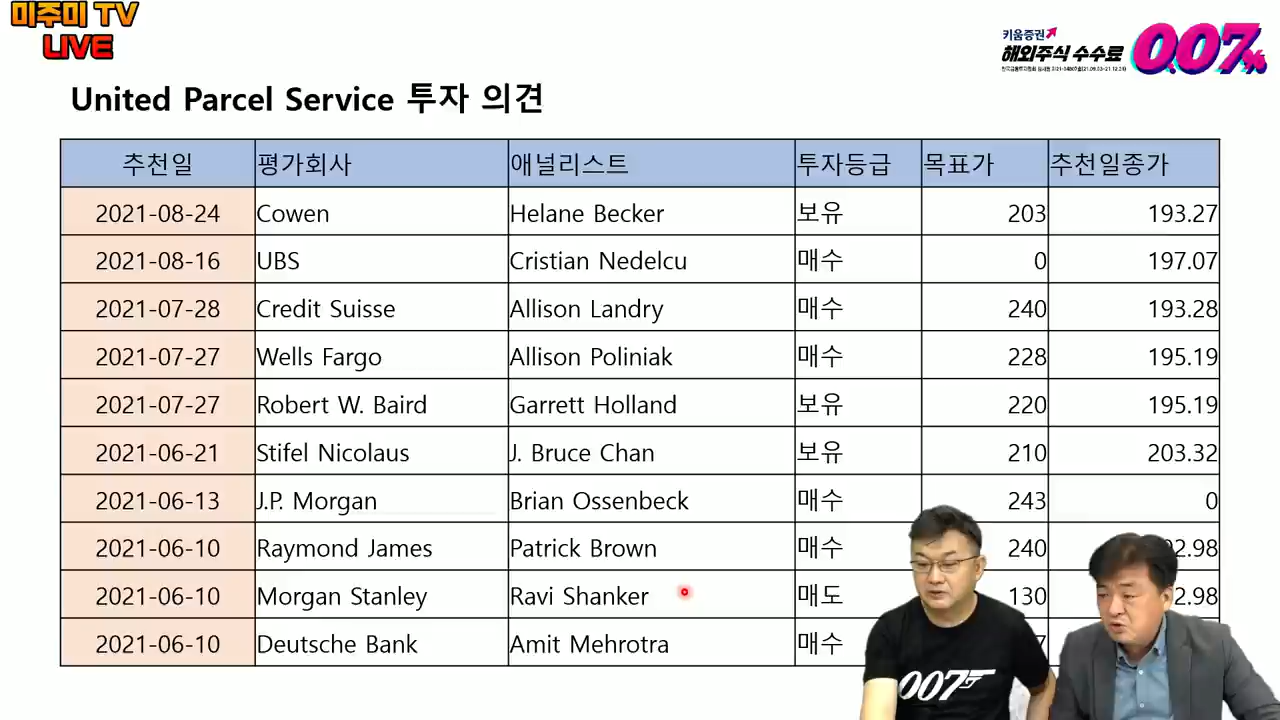 미주미 TV
LIVE
키움증권
해외주식 수수료 0.07%
United Parcel Service 투자 의견
추천일 평가회사 애널리스트 투자등급 목표가 추천일종가
2021-08-24 Cowen Helane Becker 보유 203 193.27
2021-08-16 UBS Cristian Nedelcu 매수 0 197.07
2021-07-28 Credit Suisse Allison Landry 매수 240 193.28
2021-07-27 Wells Fargo Allison Poliniak 매수 228 195.19
2021-07-27 Robert W. Baird Garrett Holland 보유 220 195.19
2021-06-21 Stifel Nicolaus J. Bruce Chan 보유 210 203.32
2021-06-13 J.P. Morgan Brian Ossenbeck 매수 243 0
2021-06-10 Raymond James Patrick Brown 매수 240 2.98
2021-06-10 Morgan Stanley Ravi Shanker 매도 130 2.98
2021-06-10 Deutsche Bank Amit Mehrotra 매수
007